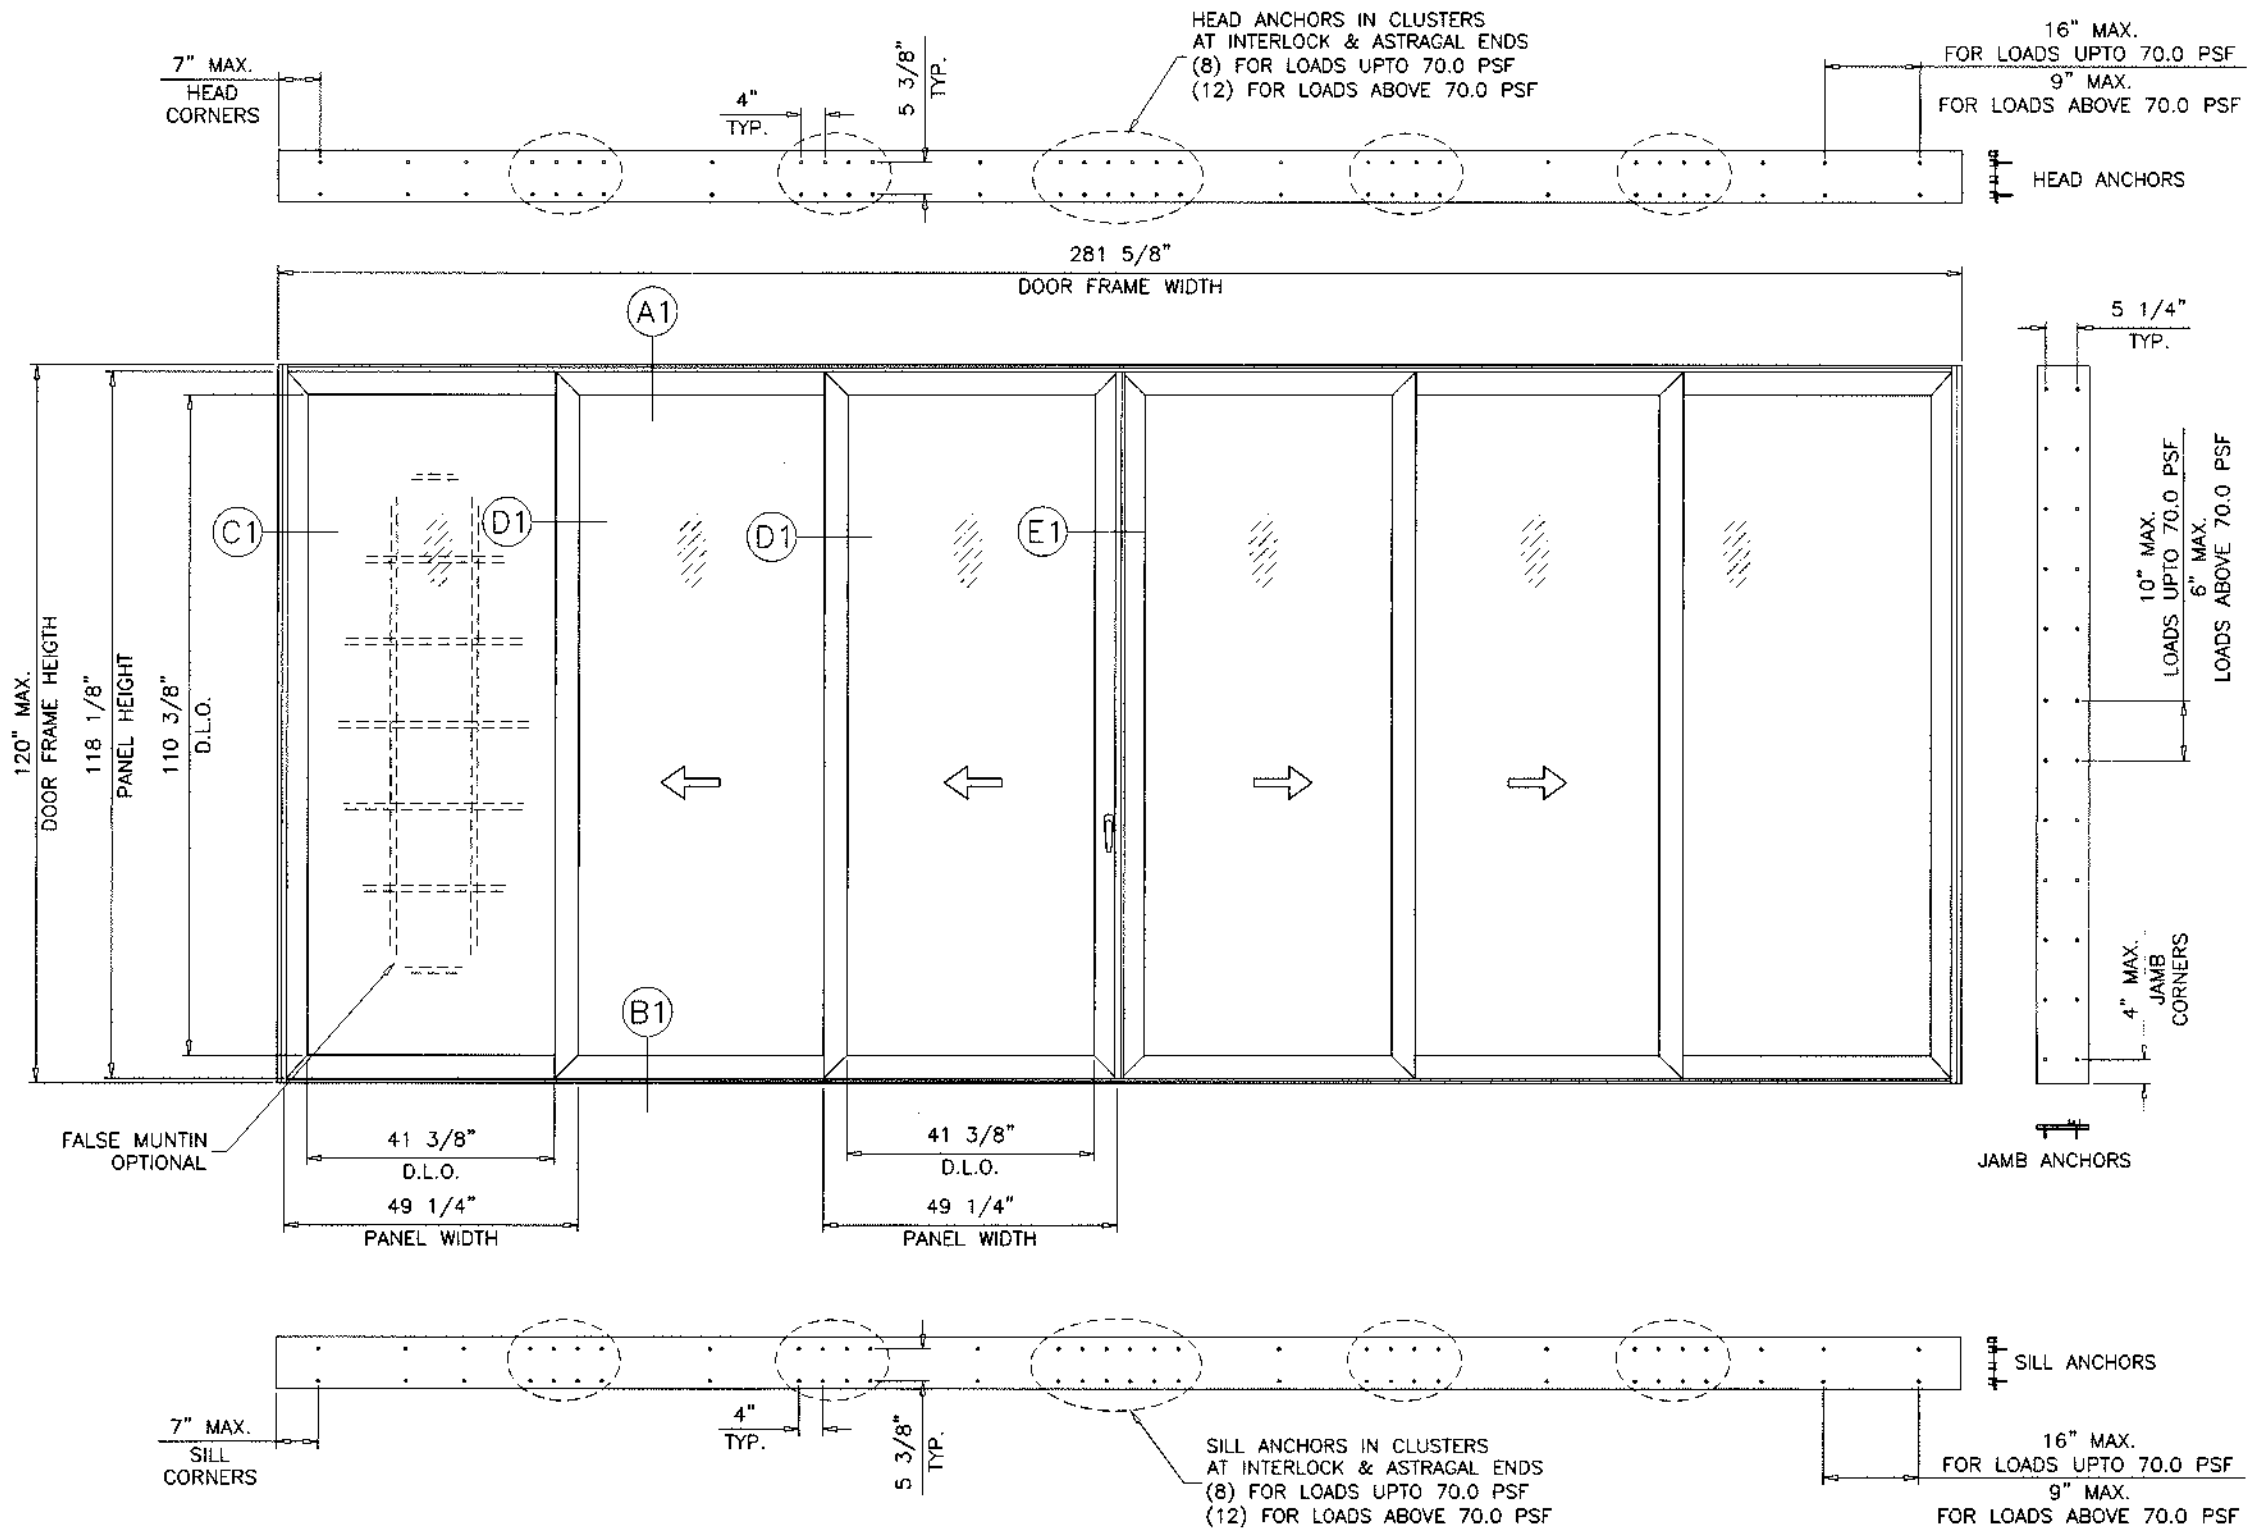 HEAD ANCHORS IN CLUSTERS
AT INTERLOCK & ASTRAGAL ENDS
(8) FOR LOADS UPTO 70.0 PSF
(12) FOR LOADS ABOVE 70.0 PSF
7" MAX.
HEAD
CORNERS
4"
TYP.
5 3/8"
TYP.
16" MAX.
FOR LOADS UPTO 70.0 PSF
9" MAX.
FOR LOADS ABOVE 70.0 PSF
HEAD ANCHORS
281 5/8"
DOOR FRAME WIDTH
A1
5 1/4"
TYP.
C1
D1
D1
E1
120" MAX.
DOOR FRAME HEIGTH
118 1/8"
PANEL HEIGHT
110 3/8"
D.L.O.
10" MAX.
LOADS UPTO 70.0 PSF
6" MAX.
LOADS ABOVE 70.0 PSF
4" MAX.
JAMB
CORNERS
B1
FALSE MUNTIN
OPTIONAL
41 3/8"
D.L.O.
49 1/4"
PANEL WIDTH
41 3/8"
D.L.O.
49 1/4"
PANEL WIDTH
JAMB ANCHORS
7" MAX.
SILL
CORNERS
4"
TYP.
5 3/8"
TYP.
SILL ANCHORS
SILL ANCHORS IN CLUSTERS
AT INTERLOCK & ASTRAGAL ENDS
(8) FOR LOADS UPTO 70.0 PSF
(12) FOR LOADS ABOVE 70.0 PSF
16" MAX.
FOR LOADS UPTO 70.0 PSF
9" MAX.
FOR LOADS ABOVE 70.0 PSF